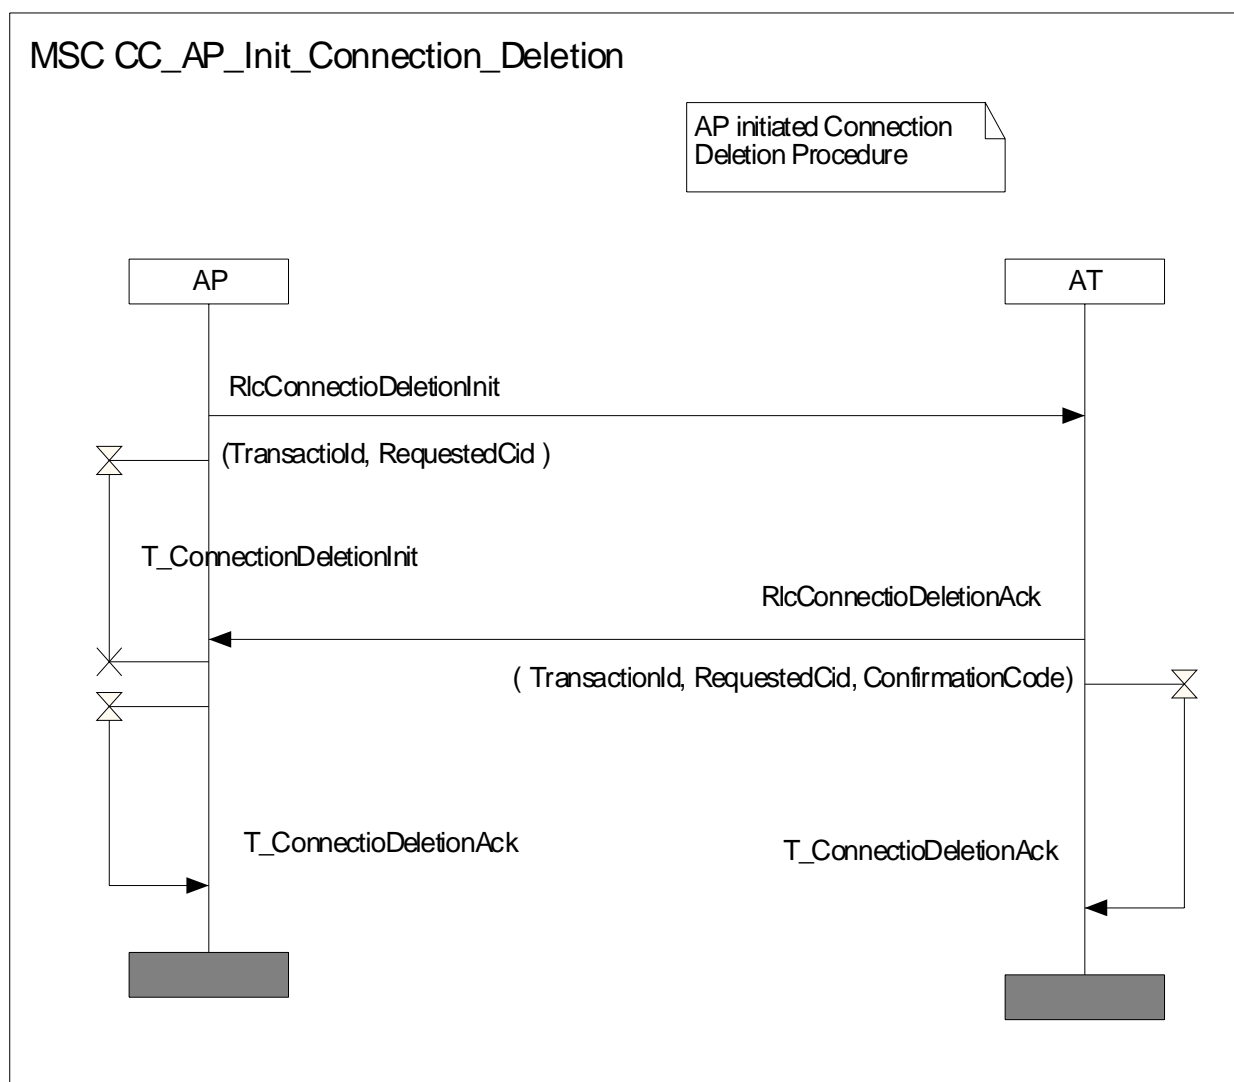 MSC CC_AP_Init_Connection_Deletion
AP initiated Connection
Deletion Procedure
AP
AT
RlcConnectioDeletionInit
(TransactioId, RequestedCid )
T_ConnectionDeletionInit
RlcConnectioDeletionAck
( TransactionId, RequestedCid, ConfirmationCode)
T_ConnectioDeletionAck
T_ConnectioDeletionAck